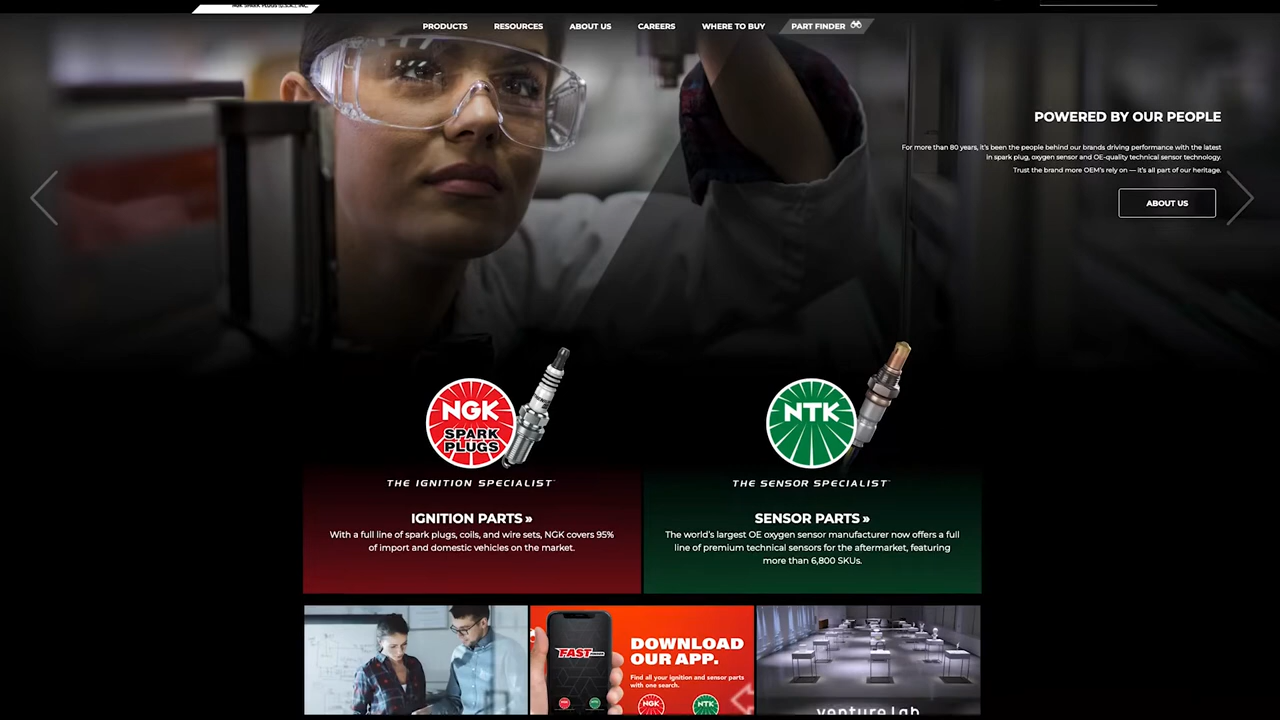 NGK SPARK PLUGS (U.S.A.), INC.
PRODUCTS
RESOURCES
ABOUT US
CAREERS
WHERE TO BUY
PART FINDER
POWERED BY OUR PEOPLE
For more than 80 years, it's been the people behind our brands driving performance with the latest
in spark plug, oxygen sensor and OE-quality technical sensor technology.
Trust the brand more OEM's rely on — it's all part of our heritage.
ABOUT US
NGK
SPARK
PLUGS
THE IGNITION SPECIALIST
IGNITION PARTS »
With a full line of spark plugs, coils, and wire sets, NGK covers 95%
of import and domestic vehicles on the market.
NTK
THE SENSOR SPECIALIST
SENSOR PARTS »
The world's largest OE oxygen sensor manufacturer now offers a full
line of premium technical sensors for the aftermarket, featuring
more than 6,800 SKUs.
FAST
DOWNLOAD
OUR APP.
Find all your ignition and sensor parts
with one search.
NGK
NTK
venture lab